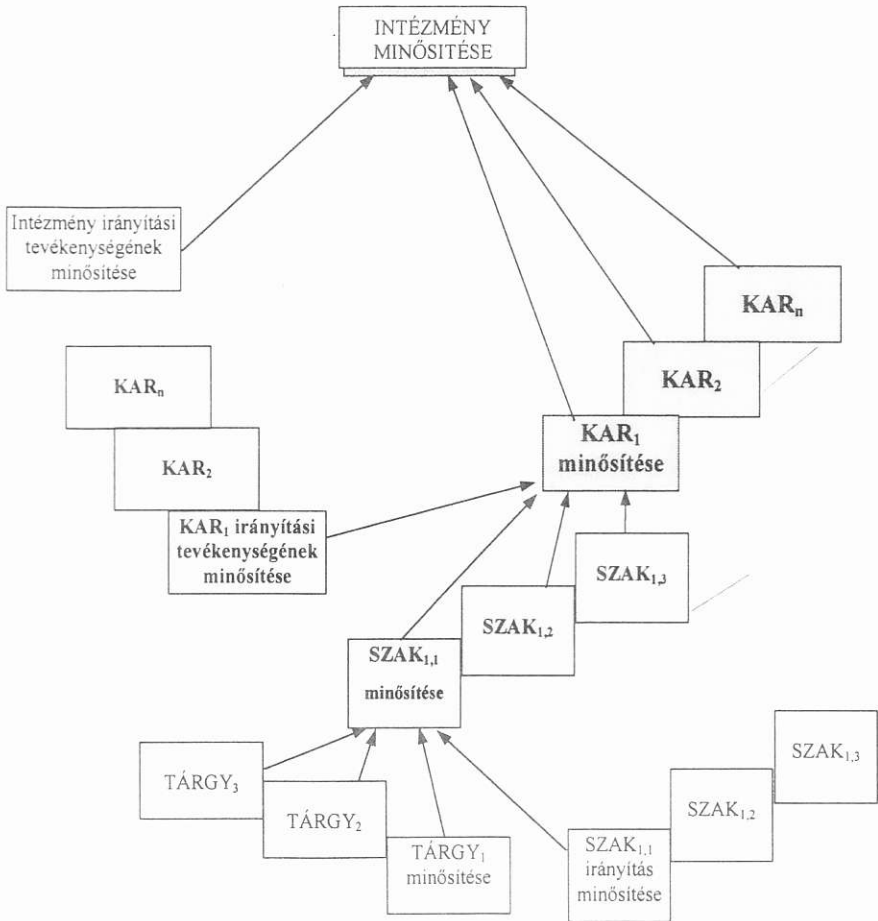 INTÉZMÉNY
MINŐSITÉSE
Intézmény irányítási
tevékenységének
minősítése
KARₙ
KAR₂
KAR₁
minősítése
KARₙ
KAR₂
KAR₁ irányítási
tevékenységének
minősítése
SZAK₁,₃
SZAK₁,₂
SZAK₁,₁
minősítése
TÁRGY₃
TÁRGY₂
TÁRGY₁
minősítése
SZAK₁,₃
SZAK₁,₂
SZAK₁,₁
irányítás
minősítése